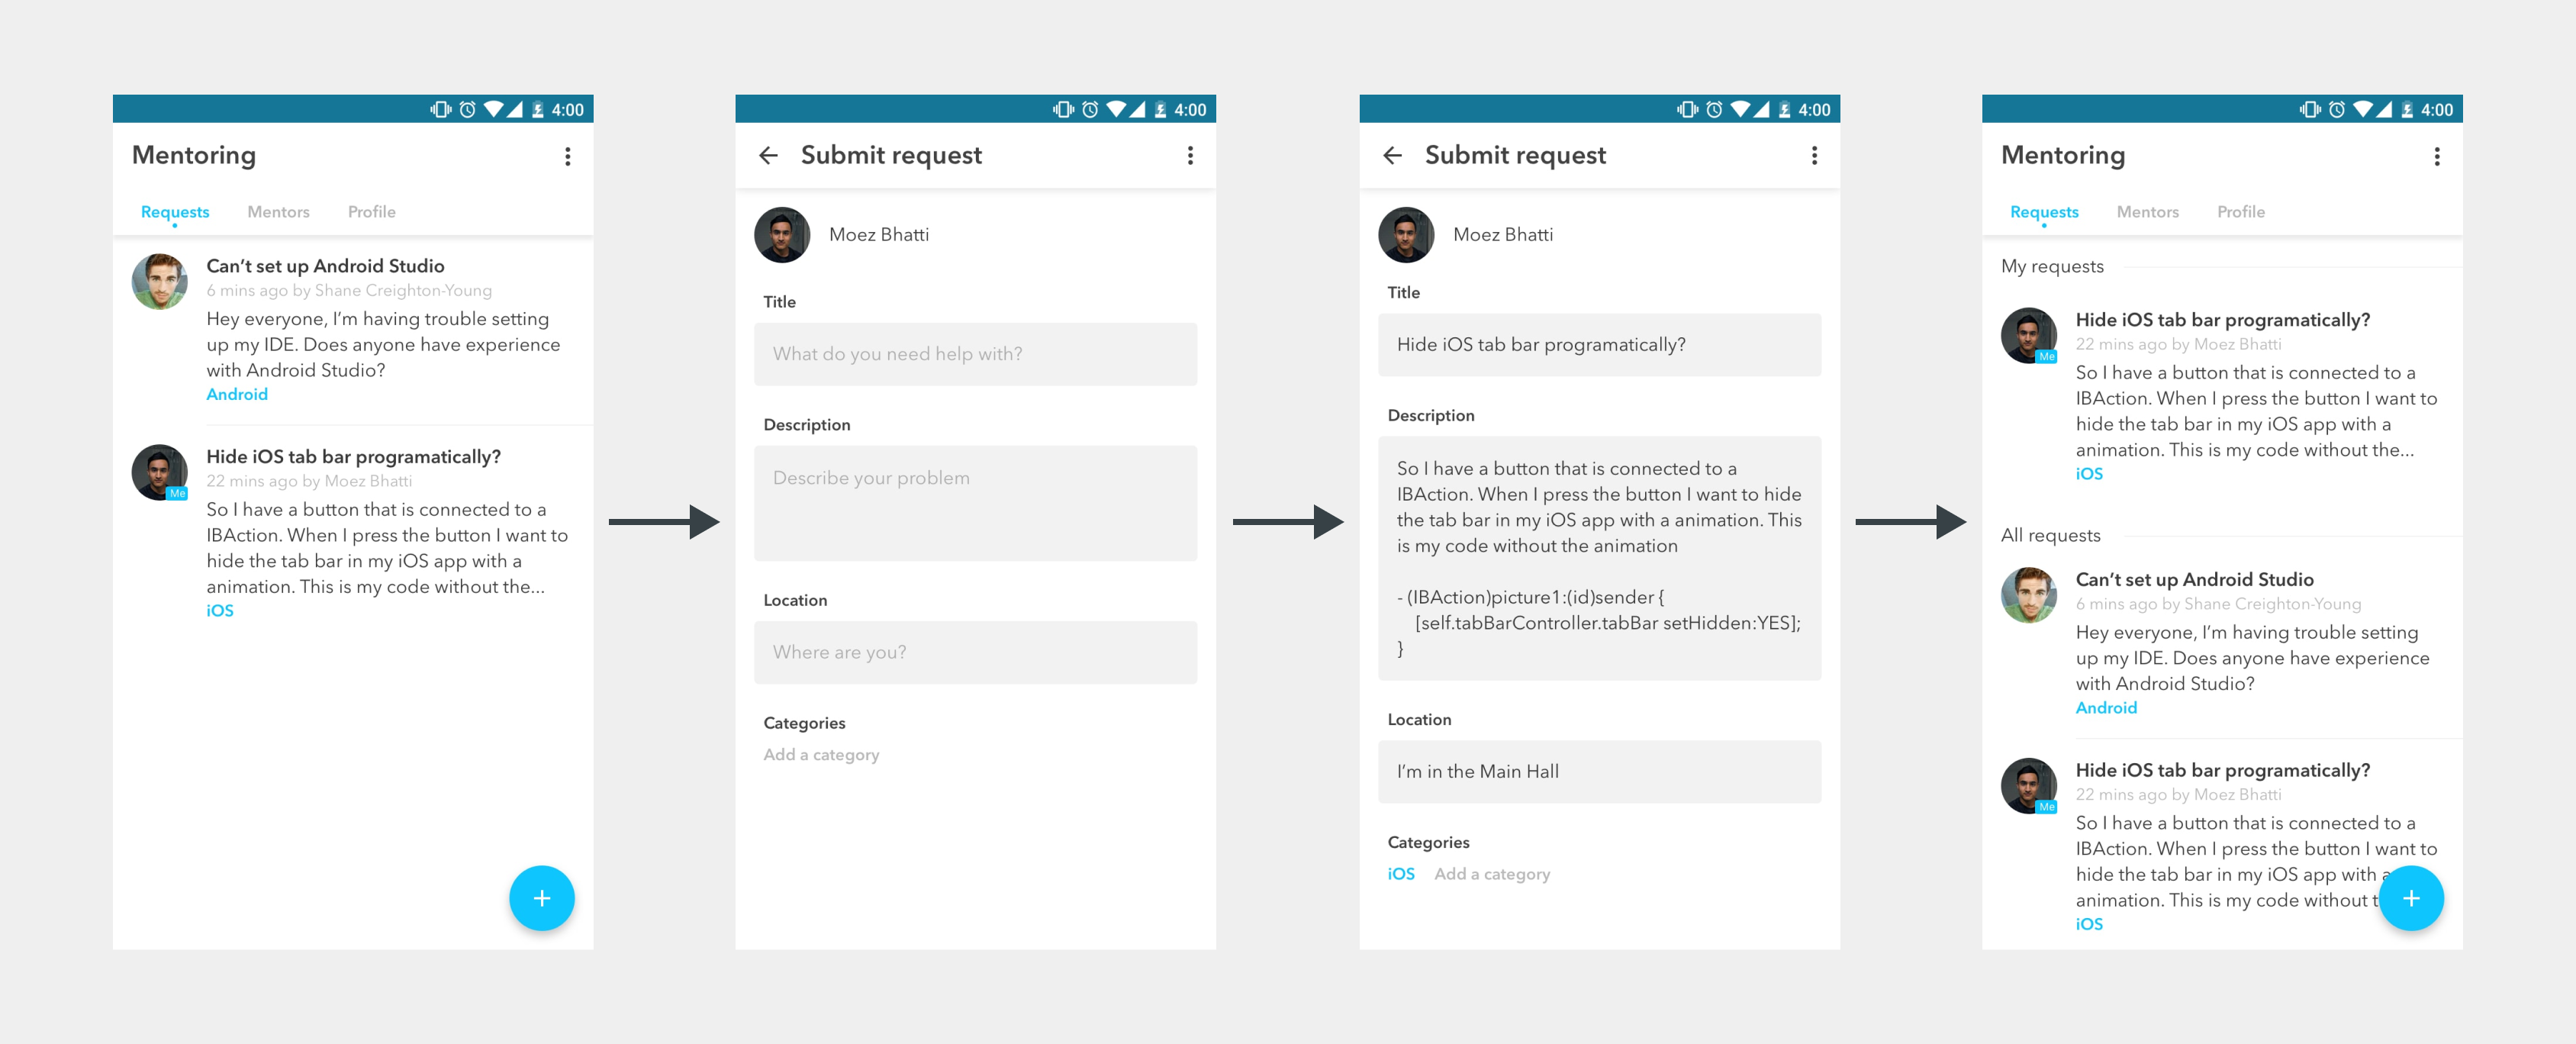 4:00
Mentoring
Requests Mentors Profile
Can’t set up Android Studio
6 mins ago by Shane Creighton-Young
Hey everyone, I’m having trouble setting
up my IDE. Does anyone have experience
with Android Studio?
Android
Hide iOS tab bar programatically?
Me
22 mins ago by Moez Bhatti
So I have a button that is connected to a
IBAction. When I press the button I want to
hide the tab bar in my iOS app with a
animation. This is my code without the...
iOS
4:00
Submit request
Moez Bhatti
Title
What do you need help with?
Description
Describe your problem
Location
Where are you?
Categories
Add a category
4:00
Submit request
Moez Bhatti
Title
Hide iOS tab bar programatically?
Description
So I have a button that is connected to a
IBAction. When I press the button I want to hide
the tab bar in my iOS app with a animation. This
is my code without the animation
- (IBAction)picture1:(id)sender {
[self.tabBarController.tabBar setHidden:YES];
}
Location
I’m in the Main Hall
Categories
iOS Add a category
4:00
Mentoring
Requests Mentors Profile
My requests
Hide iOS tab bar programatically?
22 mins ago by Moez Bhatti
Me
So I have a button that is connected to a
IBAction. When I press the button I want to
hide the tab bar in my iOS app with a
animation. This is my code without the...
iOS
All requests
Can’t set up Android Studio
6 mins ago by Shane Creighton-Young
Hey everyone, I’m having trouble setting
up my IDE. Does anyone have experience
with Android Studio?
Android
Hide iOS tab bar programatically?
22 mins ago by Moez Bhatti
Me
So I have a button that is connected to a
IBAction. When I press the button I want to
hide the tab bar in my iOS app with a
animation. This is my code without
iOS